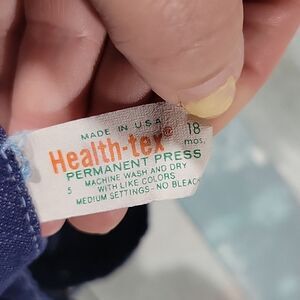 MADE IN U.S.A.
Health-tex® 18 mos.
PERMANENT PRESS
5 MACHINE WASH AND DRY
WITH LIKE COLORS
MEDIUM SETTINGS - NO BLEACH